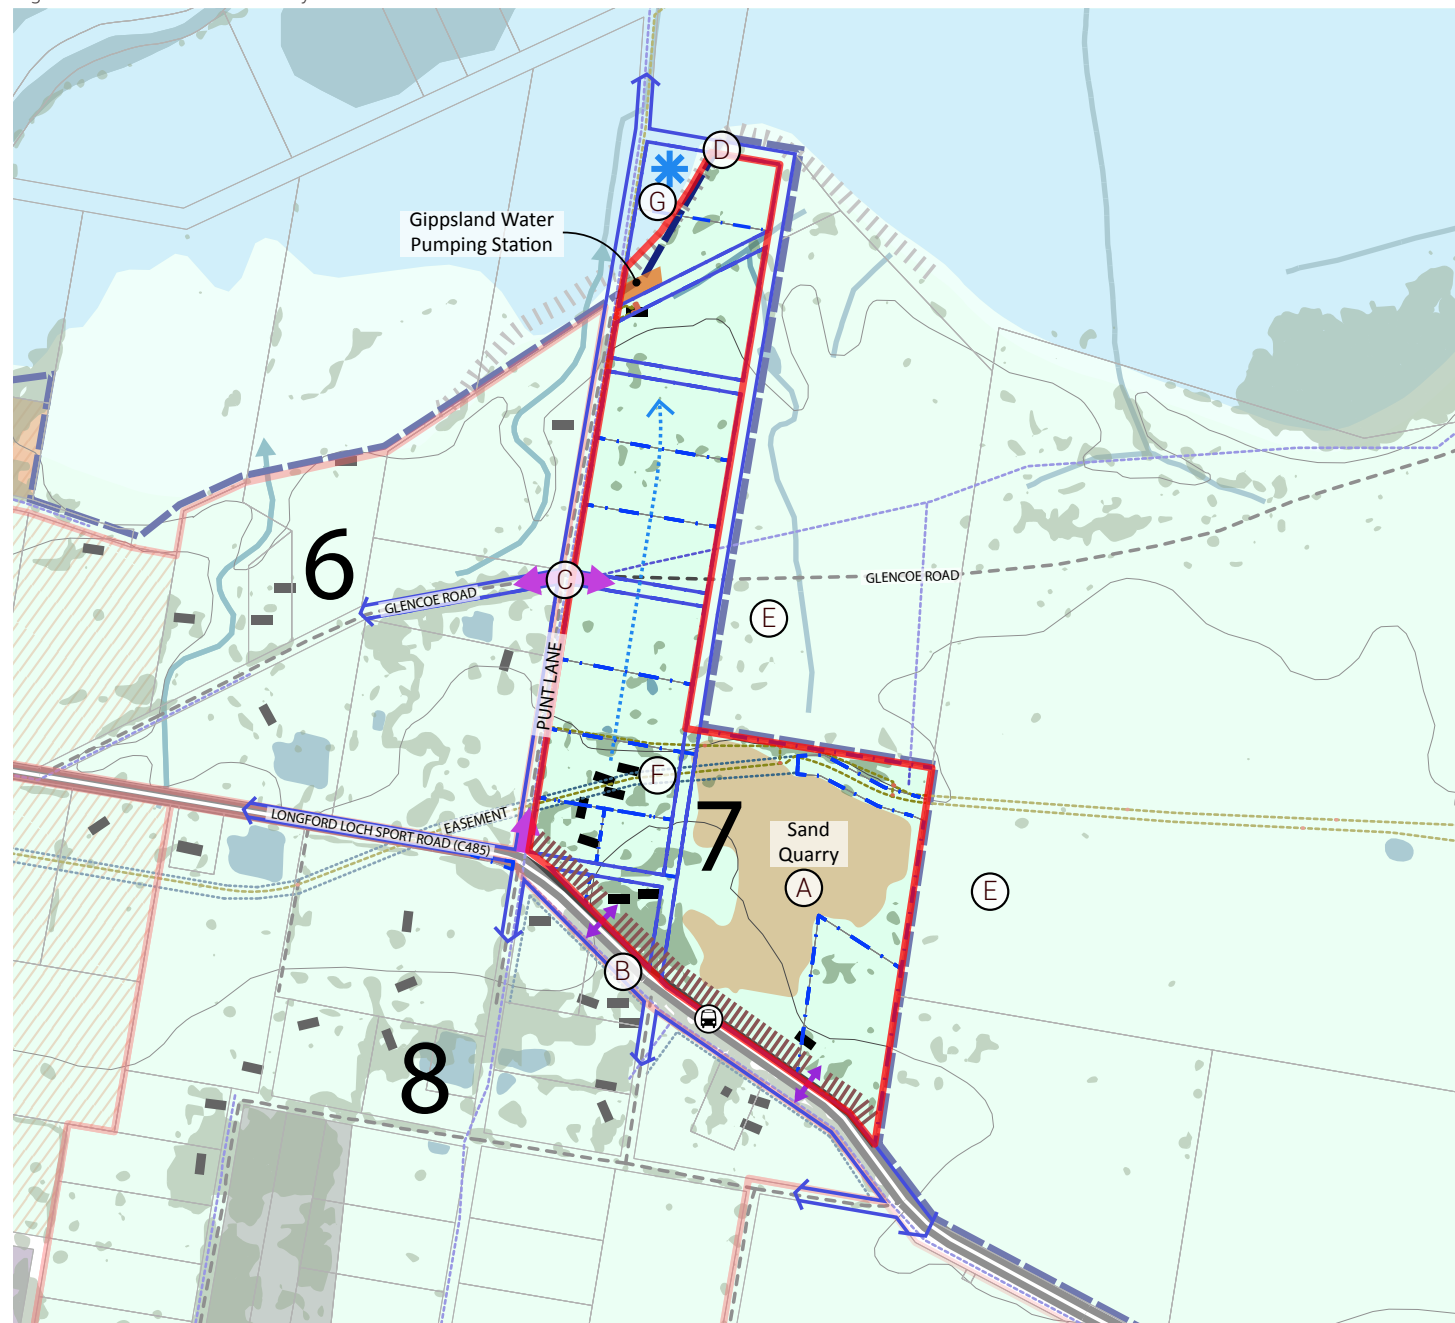 D
G
Gippsland Water
Pumping Station
6
C
GLENCOE ROAD
GLENCOE ROAD
E
PUNT LANE
F
7
EASEMENT
LONGFORD LOCH SPORT ROAD (C485)
Sand
Quarry
A
E
B
8